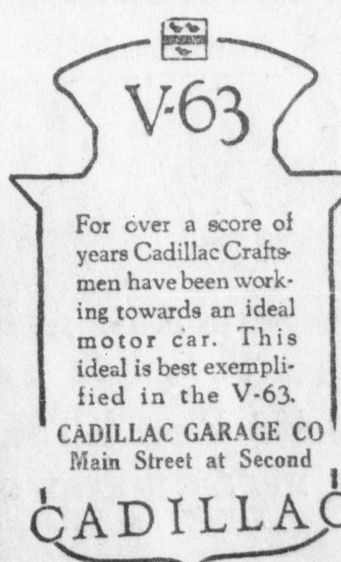 V-63
For over a score of
years Cadillac Crafts-
men have been work-
ing towards an ideal
motor car. This
ideal is best exempli-
fied in the V-63.
CADILLAC GARAGE CO
Main Street at Second
CADILLAC